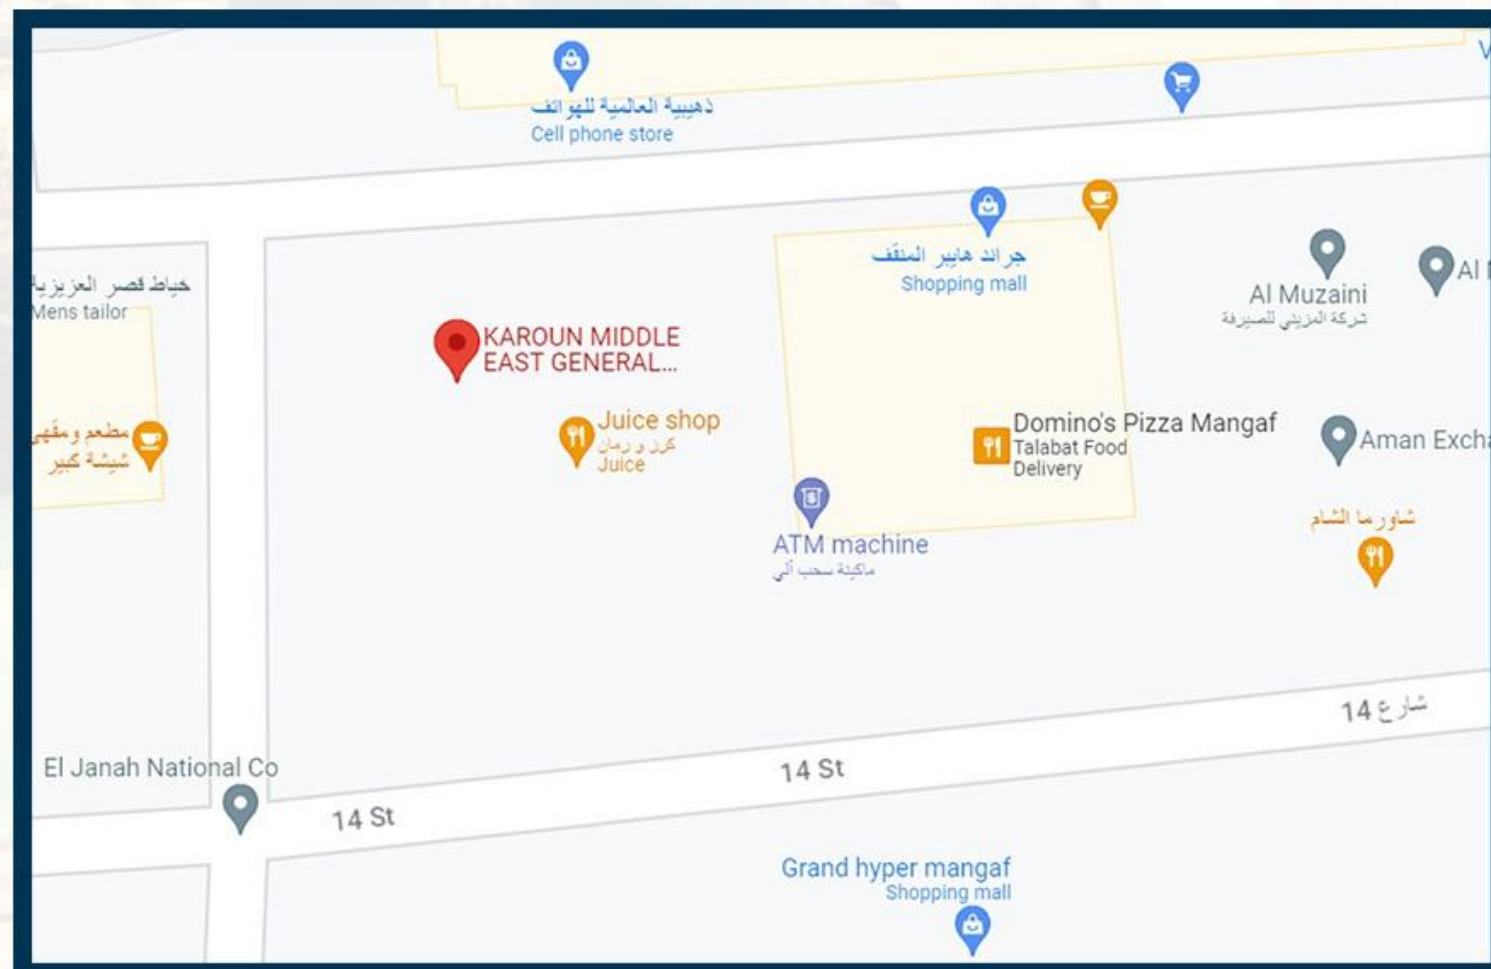 ذهيبية العالمية للهواتف
Cell phone store
جراند هايبر المنقف
Shopping mall
خياط قصر العزيزية
Mens tailor
Al Muzaini
شركة المزيني للصيرفة
Al
KAROUN MIDDLE
EAST GENERAL...
Juice shop
كرز و رمان
Juice
مطعم ومقهى
شيشة كبير
Domino's Pizza Mangaf
Talabat Food
Delivery
Aman Excha
شاورما الشام
ATM machine
ماكينة سحب آلي
شارع 14
El Janah National Co
14 St
14 St
Grand hyper mangaf
Shopping mall